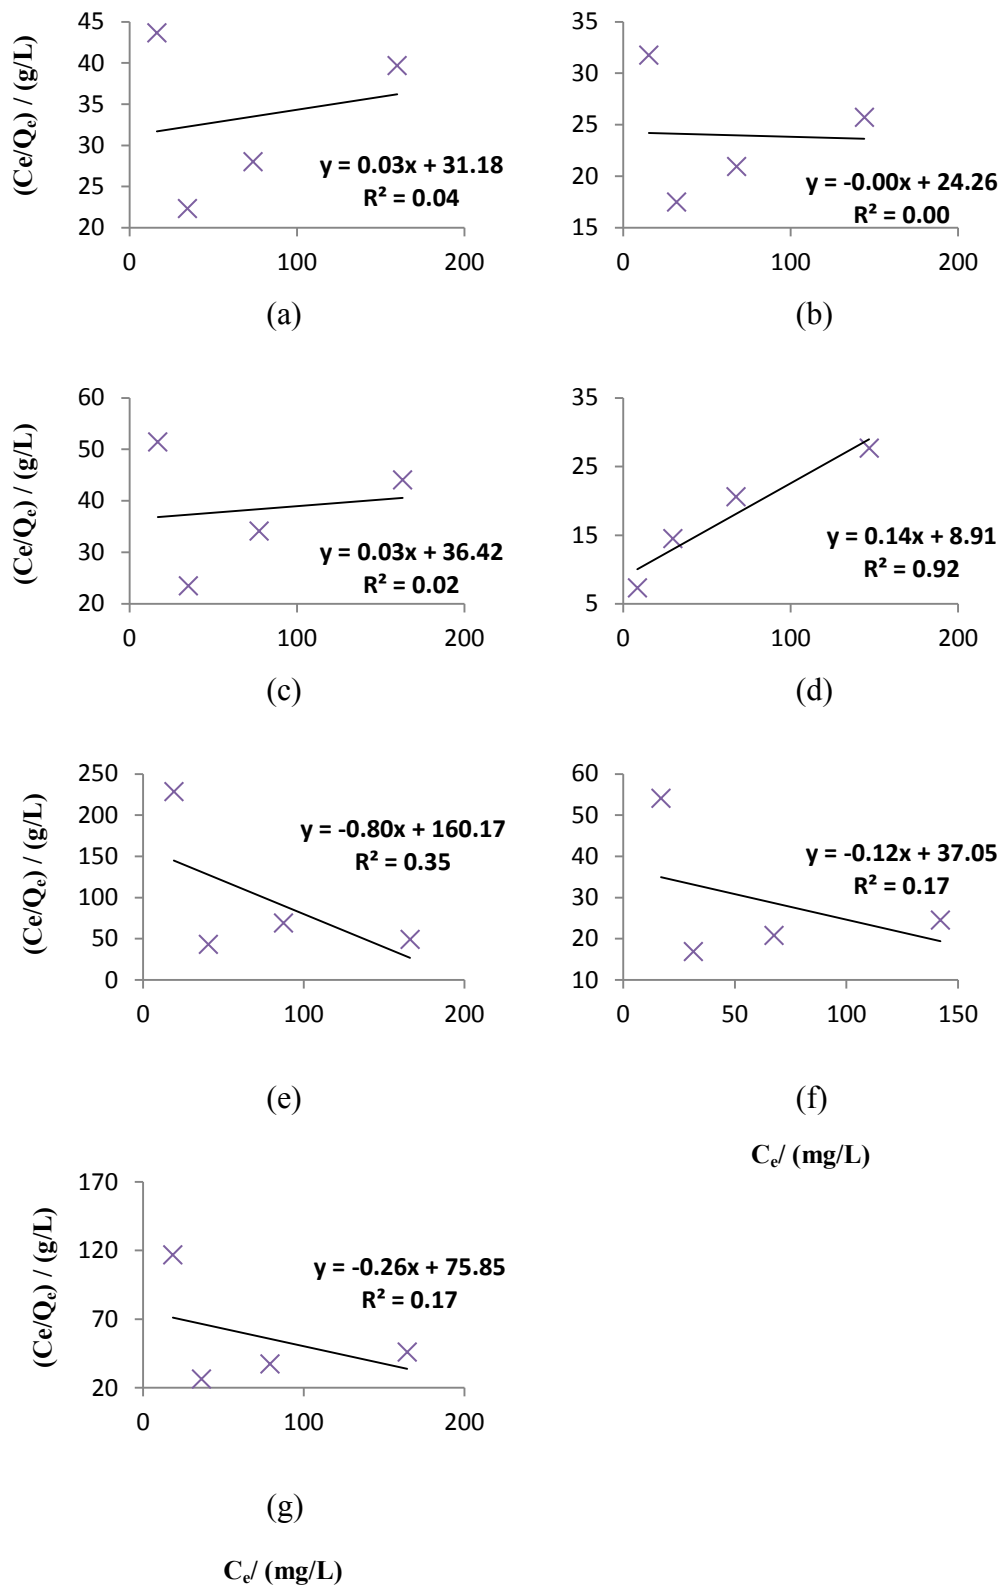 (Ce/Qe) / (g/L)
45
40
35
30
25
20
y = 0.03x + 31.18
R² = 0.04
0
100
200
(a)
35
30
25
20
15
y = -0.00x + 24.26
R² = 0.00
0
100
200
(b)
(Ce/Qe) / (g/L)
60
50
40
30
20
y = 0.03x + 36.42
R² = 0.02
0
100
200
(c)
35
25
15
5
y = 0.14x + 8.91
R² = 0.92
0
100
200
(d)
(Ce/Qe) / (g/L)
250
200
150
100
50
0
y = -0.80x + 160.17
R² = 0.35
0
100
200
(e)
60
50
40
30
20
10
y = -0.12x + 37.05
R² = 0.17
0
50
100
150
(f)
Ce/ (mg/L)
(Ce/Qe) / (g/L)
170
120
70
20
y = -0.26x + 75.85
R² = 0.17
0
100
200
(g)
Ce/ (mg/L)